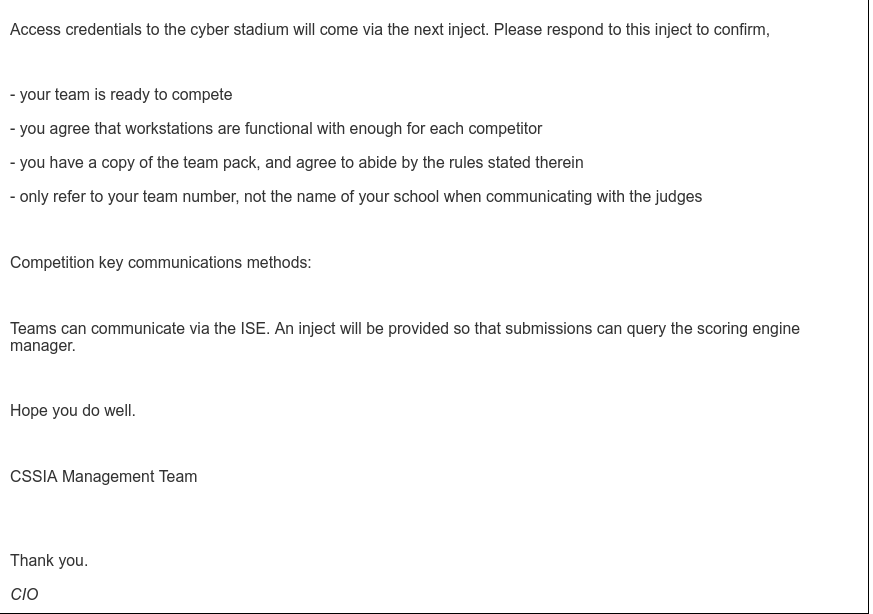 Access credentials to the cyber stadium will come via the next inject. Please respond to this inject to confirm,
- your team is ready to compete
- you agree that workstations are functional with enough for each competitor
- you have a copy of the team pack, and agree to abide by the rules stated therein
- only refer to your team number, not the name of your school when communicating with the judges
Competition key communications methods:
Teams can communicate via the ISE. An inject will be provided so that submissions can query the scoring engine
manager.
Hope you do well.
CSSIA Management Team
Thank you.
CIO